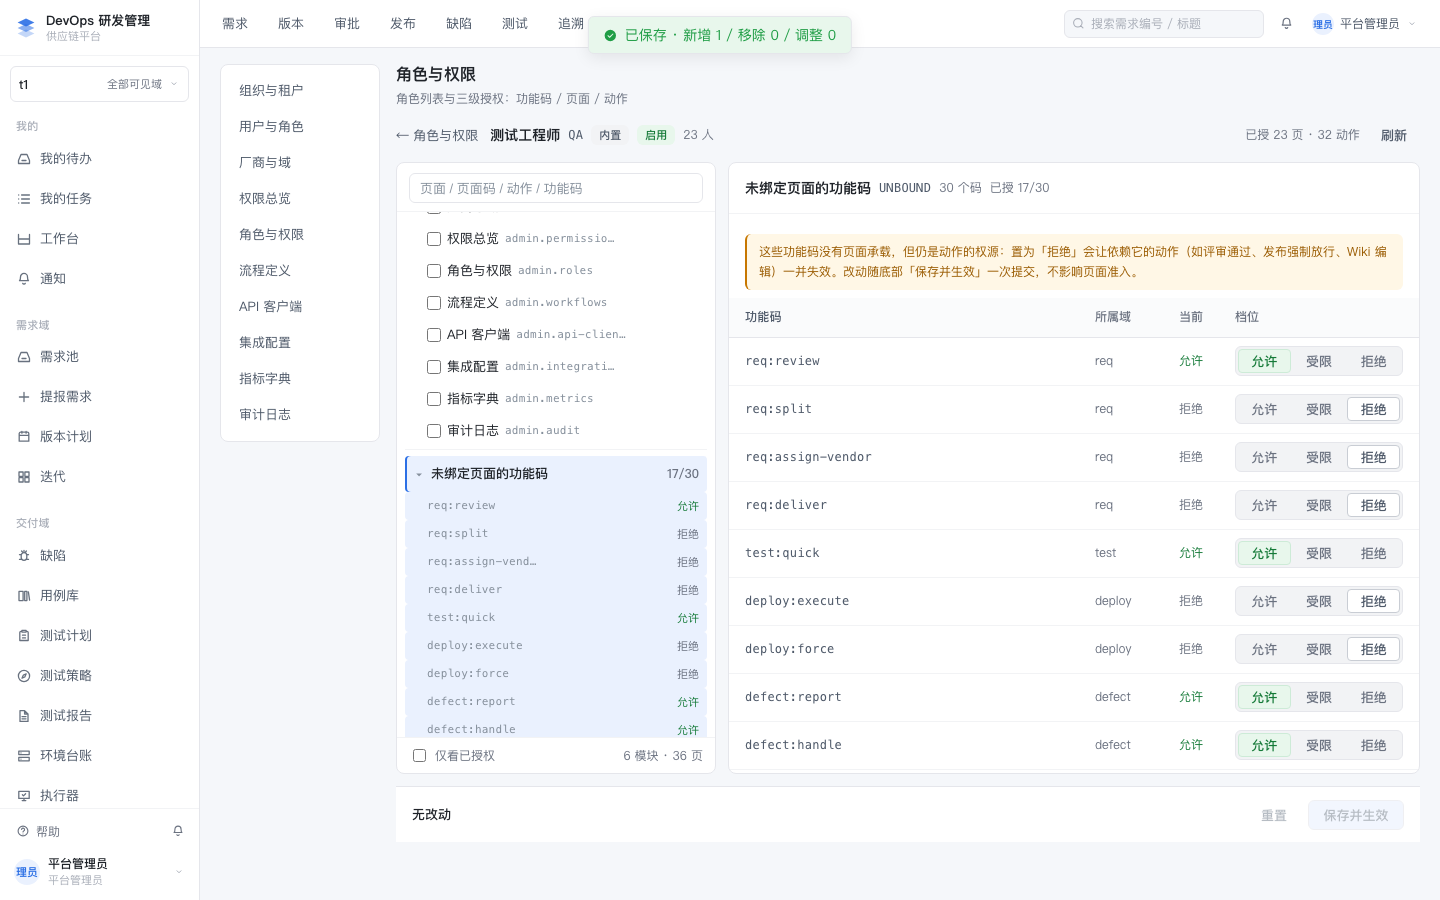 DevOps 研发管理
供应链平台
t1 全部可见域
我的
我的待办
我的任务
工作台
通知
需求域
需求池
提报需求
版本计划
迭代
交付域
缺陷
用例库
测试计划
测试策略
测试报告
环境台账
执行器
帮助
理员 平台管理员
平台管理员
需求 版本 审批 发布 缺陷 测试 追溯
已保存 · 新增 1 / 移除 0 / 调整 0
搜索需求编号 / 标题
理员 平台管理员
组织与租户
用户与角色
厂商与域
权限总览
角色与权限
流程定义
API 客户端
集成配置
指标字典
审计日志
角色与权限
角色列表与三级授权：功能码 / 页面 / 动作
← 角色与权限 测试工程师 QA 内置 启用 23 人
已授 23 页 · 32 动作 刷新
页面 / 页面码 / 动作 / 功能码
权限总览 admin.permissio…
角色与权限 admin.roles
流程定义 admin.workflows
API 客户端 admin.api-clien…
集成配置 admin.integrati…
指标字典 admin.metrics
审计日志 admin.audit
未绑定页面的功能码 17/30
req:review 允许
req:split 拒绝
req:assign-vend… 拒绝
req:deliver 拒绝
test:quick 允许
deploy:execute 拒绝
deploy:force 拒绝
defect:report 允许
defect:handle 允许
仅看已授权 6 模块 · 36 页
未绑定页面的功能码 UNBOUND 30 个码 已授 17/30
这些功能码没有页面承载，但仍是动作的权源：置为「拒绝」会让依赖它的动作（如评审通过、发布强制放行、Wiki 编
辑）一并失效。改动随底部「保存并生效」一次提交，不影响页面准入。
功能码 所属域 当前 档位
req:review req 允许 允许 受限 拒绝
req:split req 拒绝 允许 受限 拒绝
req:assign-vendor req 拒绝 允许 受限 拒绝
req:deliver req 拒绝 允许 受限 拒绝
test:quick test 允许 允许 受限 拒绝
deploy:execute deploy 拒绝 允许 受限 拒绝
deploy:force deploy 拒绝 允许 受限 拒绝
defect:report defect 允许 允许 受限 拒绝
defect:handle defect 允许 允许 受限 拒绝
无改动 重置 保存并生效